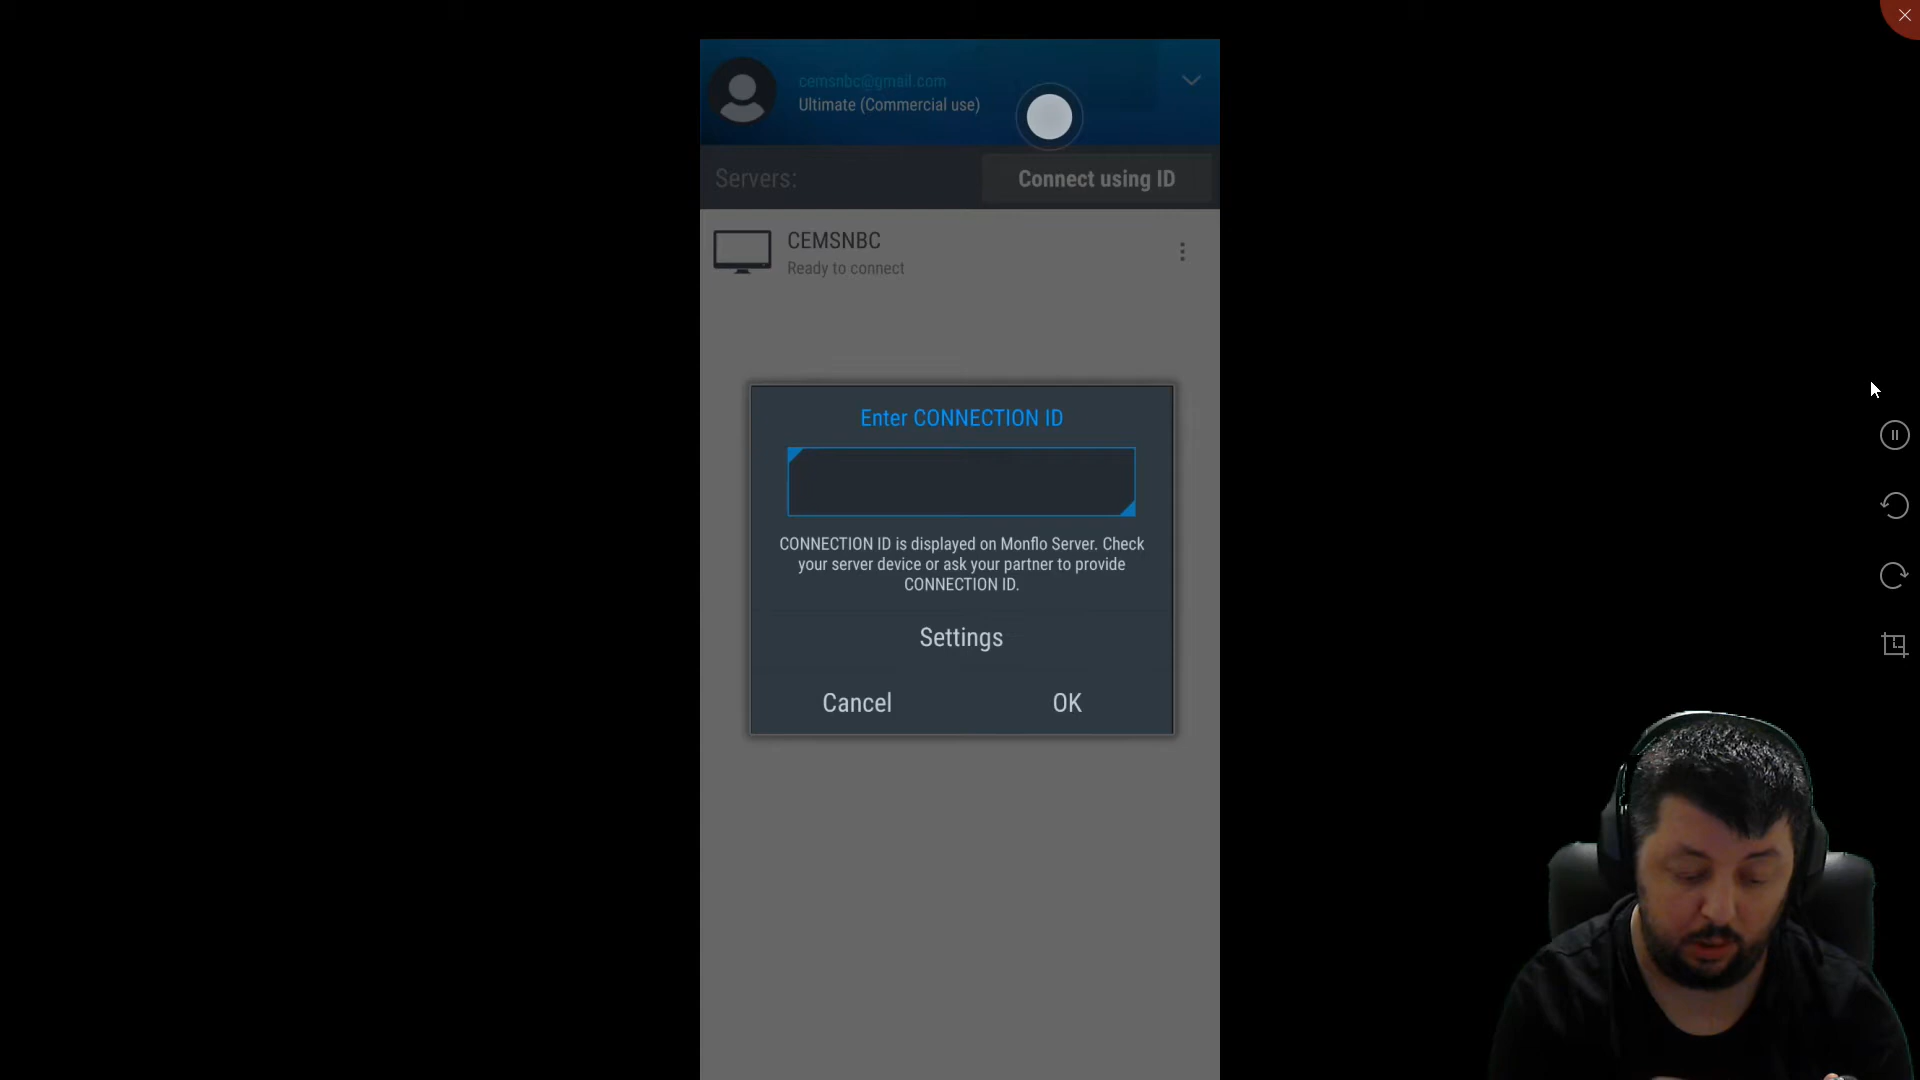 cemsnbc@gmail.com
Ultimate (Commercial use)
Servers:
Connect using ID
CEMSNBC
Ready to connect
Enter CONNECTION ID
CONNECTION ID is displayed on Monflo Server. Check
your server device or ask your partner to provide
CONNECTION ID.
Settings
Cancel
OK